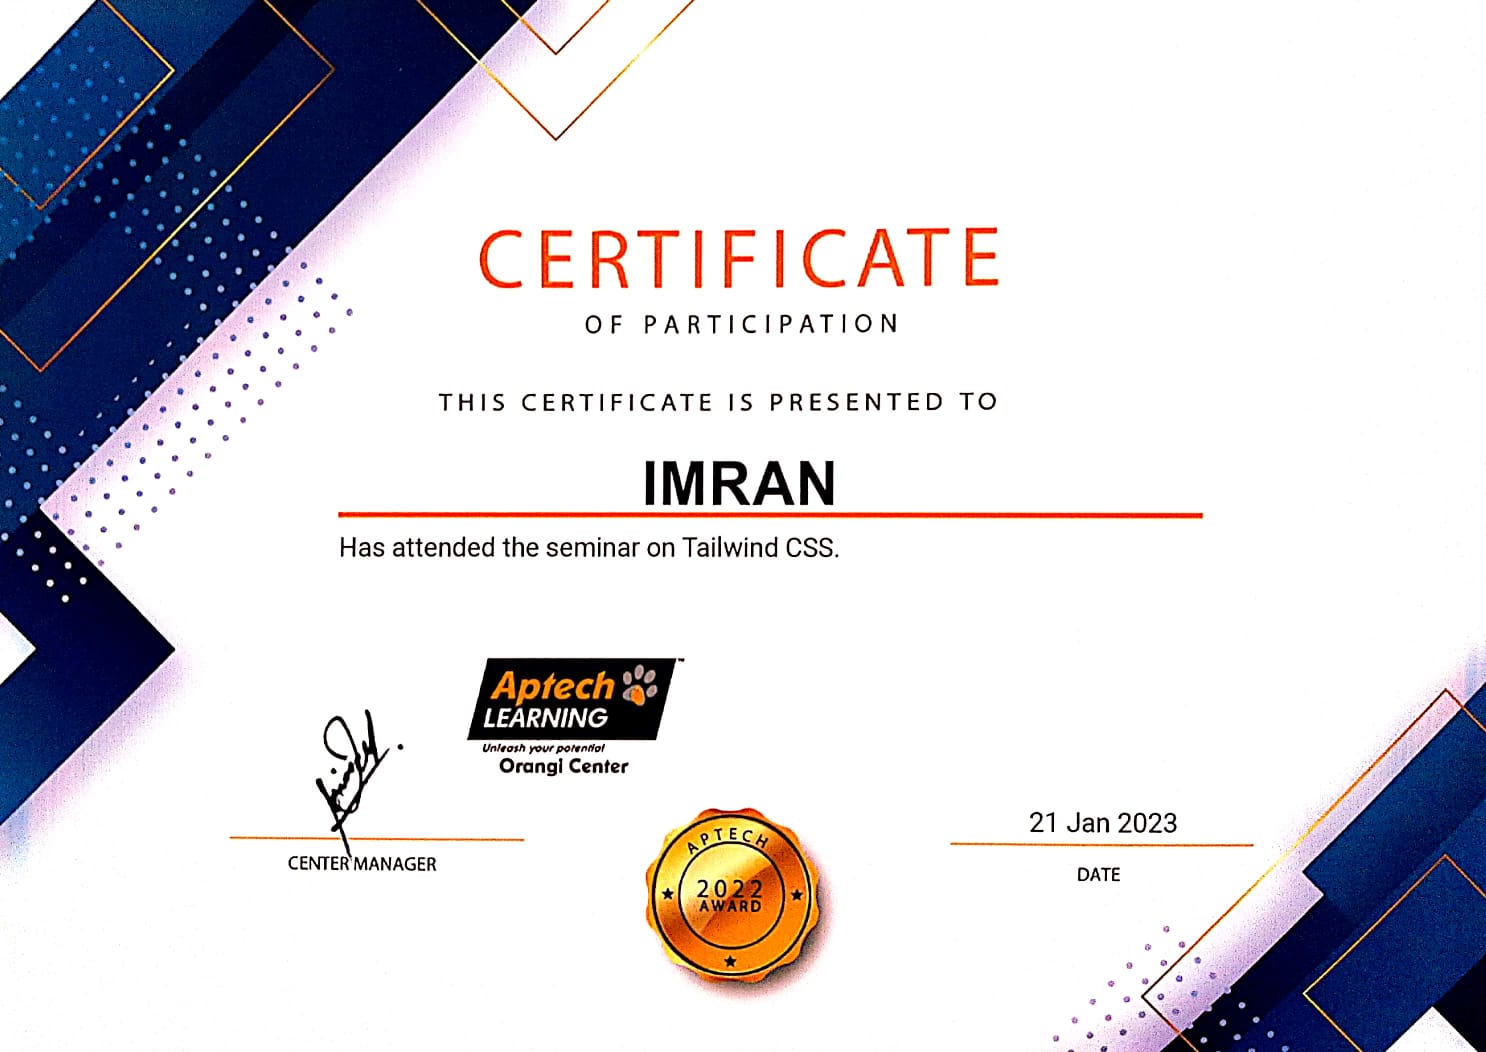 CERTIFICATE
OF PARTICIPATION
THIS CERTIFICATE IS PRESENTED TO
IMRAN
Has attended the seminar on Tailwind CSS.
Aptech
LEARNING
™
Unleash your potential
Orangi Center
CENTER MANAGER
APTECH
2022
AWARD
21 Jan 2023
DATE